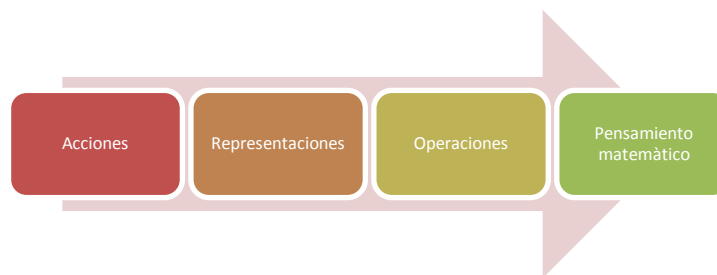 Acciones
Representaciones
Operaciones
Pensamiento
matemàtico